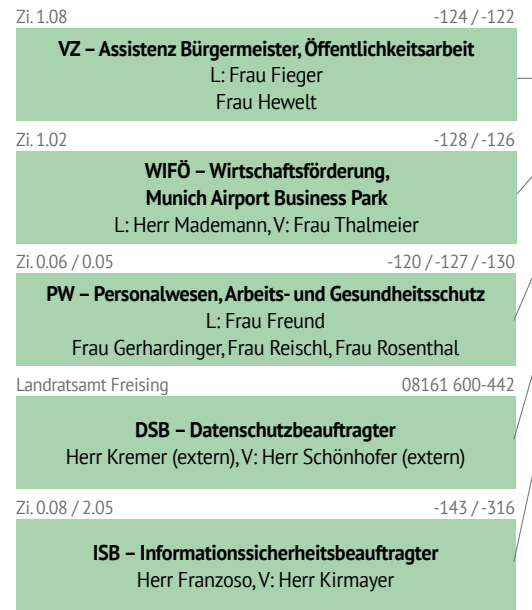 Zi. 1.08 -124 / -122
VZ – Assistenz Bürgermeister, Öffentlichkeitsarbeit
L: Frau Fieger
Frau Hewelt
Zi. 1.02 -128 / -126
WIFÖ – Wirtschaftsförderung,
Munich Airport Business Park
L: Herr Mademann, V: Frau Thalmeier
Zi. 0.06 / 0.05 -120 / -127 / -130
PW – Personalwesen, Arbeits- und Gesundheitsschutz
L: Frau Freund
Frau Gerhardinger, Frau Reischl, Frau Rosenthal
Landratsamt Freising 08161 600-442
DSB – Datenschutzbeauftragter
Herr Kremer (extern), V: Herr Schönhofer (extern)
Zi. 0.08 / 2.05 -143 / -316
ISB – Informationssicherheitsbeauftragter
Herr Franzoso, V: Herr Kirmayer